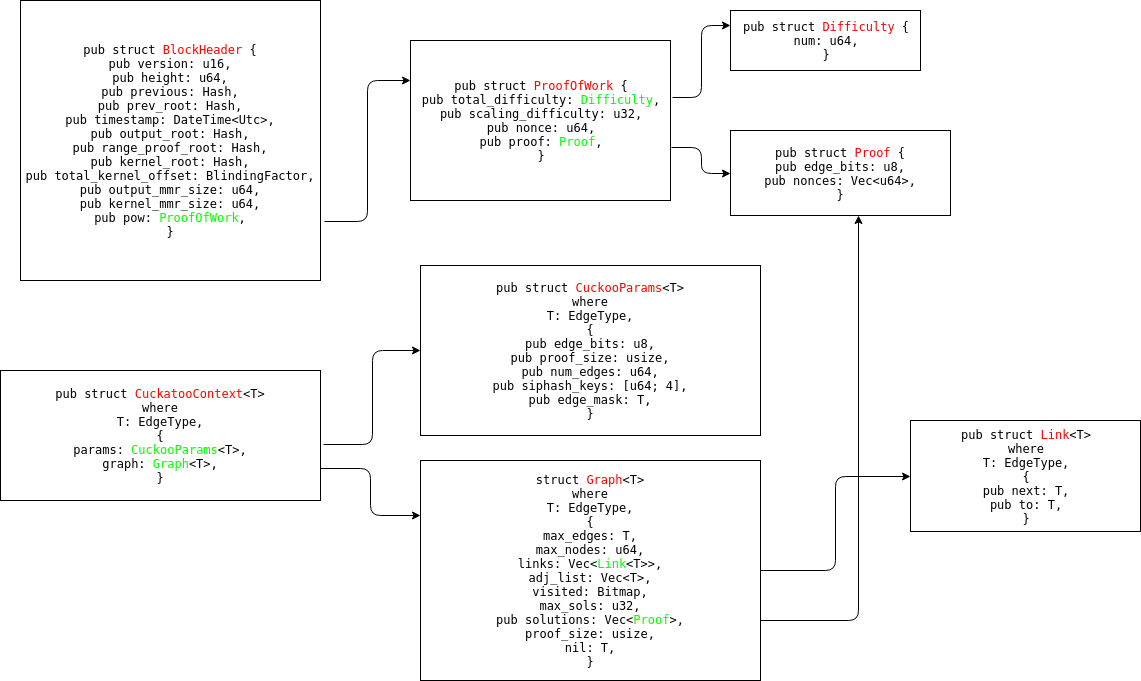 pub struct BlockHeader {
pub version: u16,
pub height: u64,
pub previous: Hash,
pub prev_root: Hash,
pub timestamp: DateTime<Utc>,
pub output_root: Hash,
pub range_proof_root: Hash,
pub kernel_root: Hash,
pub total_kernel_offset: BlindingFactor,
pub output_mmr_size: u64,
pub kernel_mmr_size: u64,
pub pow: ProofOfWork,
}
pub struct ProofOfWork {
pub total_difficulty: Difficulty,
pub scaling_difficulty: u32,
pub nonce: u64,
pub proof: Proof,
}
pub struct Difficulty {
num: u64,
}
pub struct Proof {
pub edge_bits: u8,
pub nonces: Vec<u64>,
}
pub struct CuckatooContext<T>
where
T: EdgeType,
{
params: CuckooParams<T>,
graph: Graph<T>,
}
pub struct CuckooParams<T>
where
T: EdgeType,
{
pub edge_bits: u8,
pub proof_size: usize,
pub num_edges: u64,
pub siphash_keys: [u64; 4],
pub edge_mask: T,
}
struct Graph<T>
where
T: EdgeType,
{
max_edges: T,
max_nodes: u64,
links: Vec<Link<T>>,
adj_list: Vec<T>,
visited: Bitmap,
max_sols: u32,
pub solutions: Vec<Proof>,
proof_size: usize,
nil: T,
}
pub struct Link<T>
where
T: EdgeType,
{
pub next: T,
pub to: T,
}